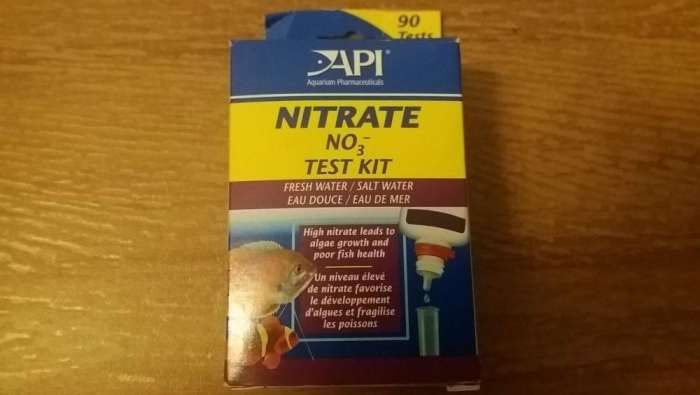 90
Tests
API
Aquarium Pharmaceuticals
NITRATE
NO₃⁻
TEST KIT
FRESH WATER / SALT WATER
EAU DOUCE / EAU DE MER
High nitrate leads to
algae growth and
poor fish health
Un niveau élevé
de nitrate favorise
le développement
d'algues et fragilise
les poissons